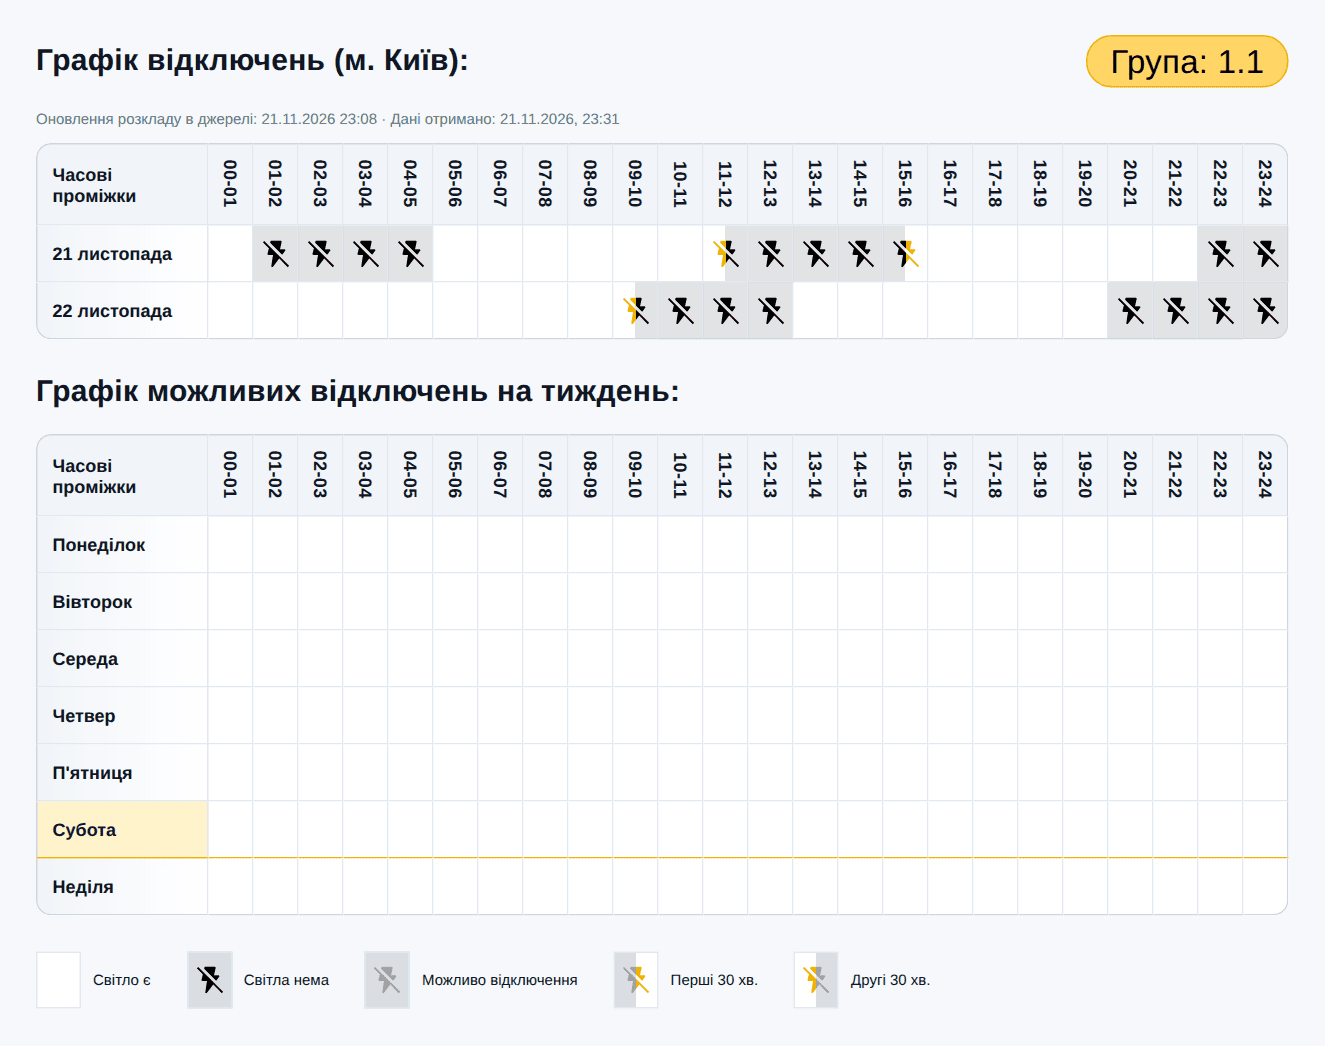 Графік відключень (м. Київ):
Група: 1.1
Оновлення розкладу в джерелі: 21.11.2026 23:08 · Дані отримано: 21.11.2026, 23:31
Часові проміжки 00-01 01-02 02-03 03-04 04-05 05-06 06-07 07-08 08-09 09-10 10-11 11-12 12-13 13-14 14-15 15-16 16-17 17-18 18-19 19-20 20-21 21-22 22-23 23-24
21 листопада
22 листопада
Графік можливих відключень на тиждень:
Часові проміжки 00-01 01-02 02-03 03-04 04-05 05-06 06-07 07-08 08-09 09-10 10-11 11-12 12-13 13-14 14-15 15-16 16-17 17-18 18-19 19-20 20-21 21-22 22-23 23-24
Понеділок
Вівторок
Середа
Четвер
П'ятниця
Субота
Неділя
Світло є Світла нема Можливо відключення Перші 30 хв. Другі 30 хв.